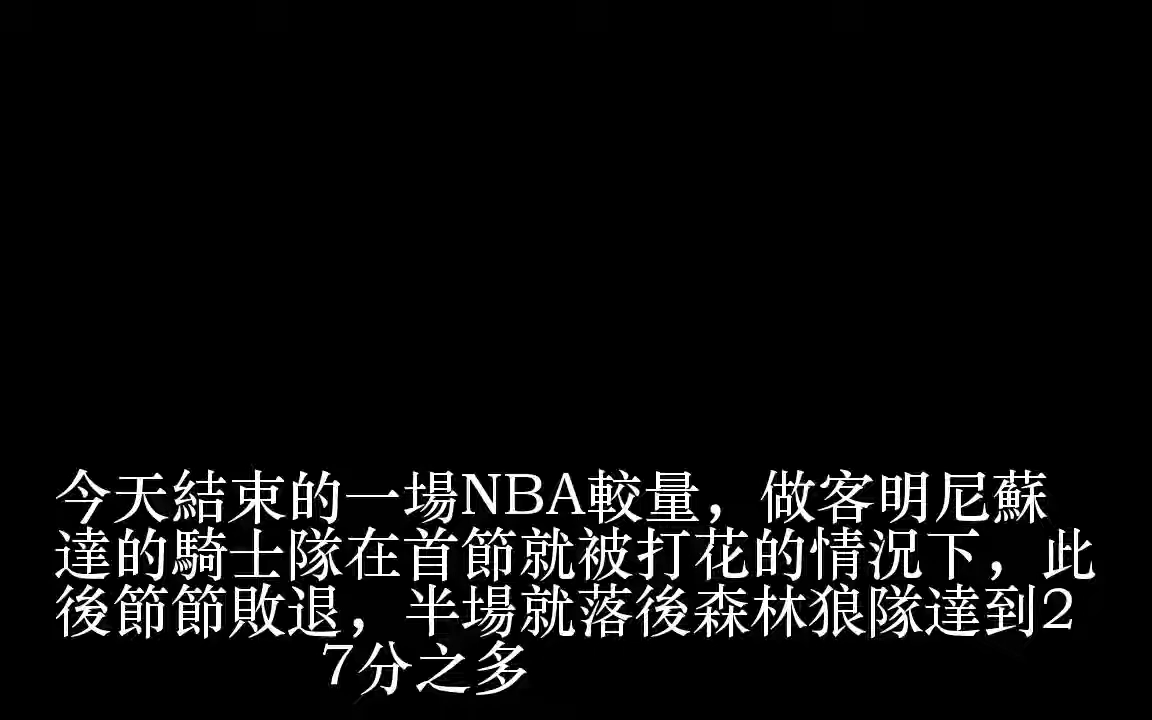 今天結束的一場NBA較量，做客明尼蘇
達的騎士隊在首節就被打花的情況下，此
後節節敗退，半場就落後森林狼隊達到2
7分之多